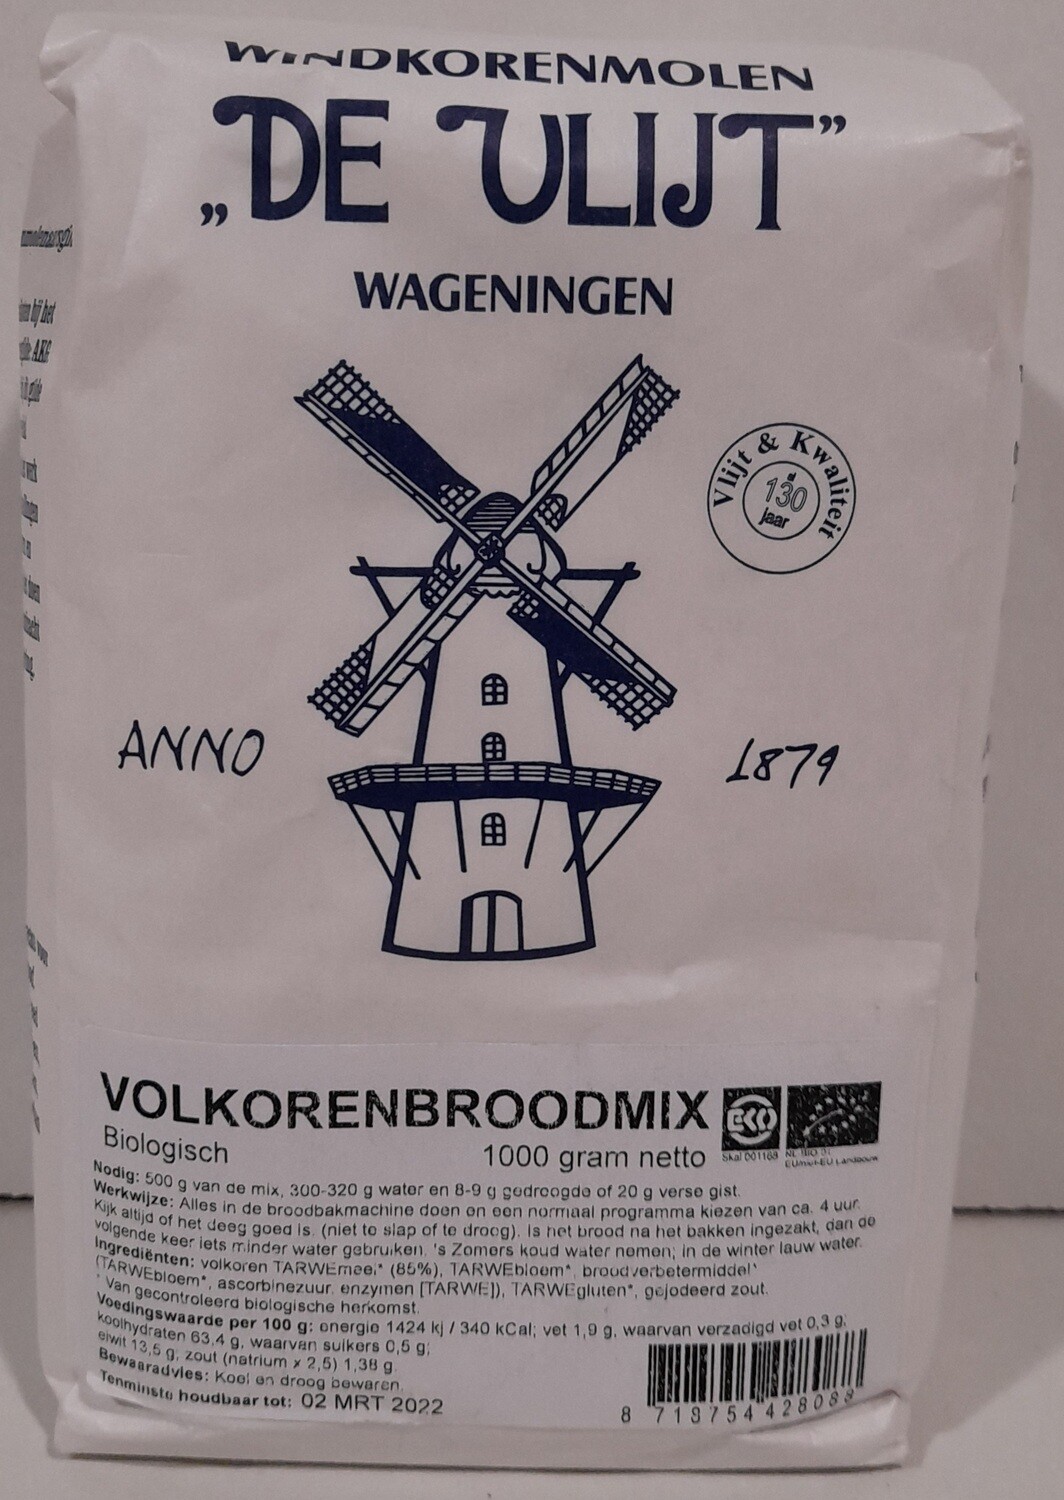 WINDKORENMOLEN
„DE VLIJT”
WAGENINGEN
Vlijt & Kwaliteit
al
130
jaar
ANNO 1879
VOLKORENBROODMIX
Biologisch 1000 gram netto
EKO
Skal 001168
Nodig: 500 g van de mix, 300-320 g water en 8-9 g gedroogde of 20 g verse gist.
Werkwijze: Alles in de broodbakmachine doen en een normaal programma kiezen van ca. 4 uur.
Kijk altijd of het deeg goed is. (niet te slap of te droog). Is het brood na het bakken ingezakt, dan de
volgende keer iets minder water gebruiken. 's Zomers koud water nemen; in de winter lauw water.
Ingrediënten: volkoren TARWEmeel* (85%), TARWEbloem*, broodverbetermiddel*
(TARWEbloem*, ascorbinezuur, enzymen [TARWE]), TARWEgluten*, gejodeerd zout.
* Van gecontroleerd biologische herkomst.
Voedingswaarde per 100 g: energie 1424 kj / 340 kCal; vet 1,9 g, waarvan verzadigd vet 0,3 g;
koolhydraten 63,4 g, waarvan suikers 0,5 g;
eiwit 13,5 g; zout (natrium x 2,5) 1,38 g.
Bewaaradvies: Koel en droog bewaren.
Tenminste houdbaar tot: 02 MRT 2022
8 718754 428088